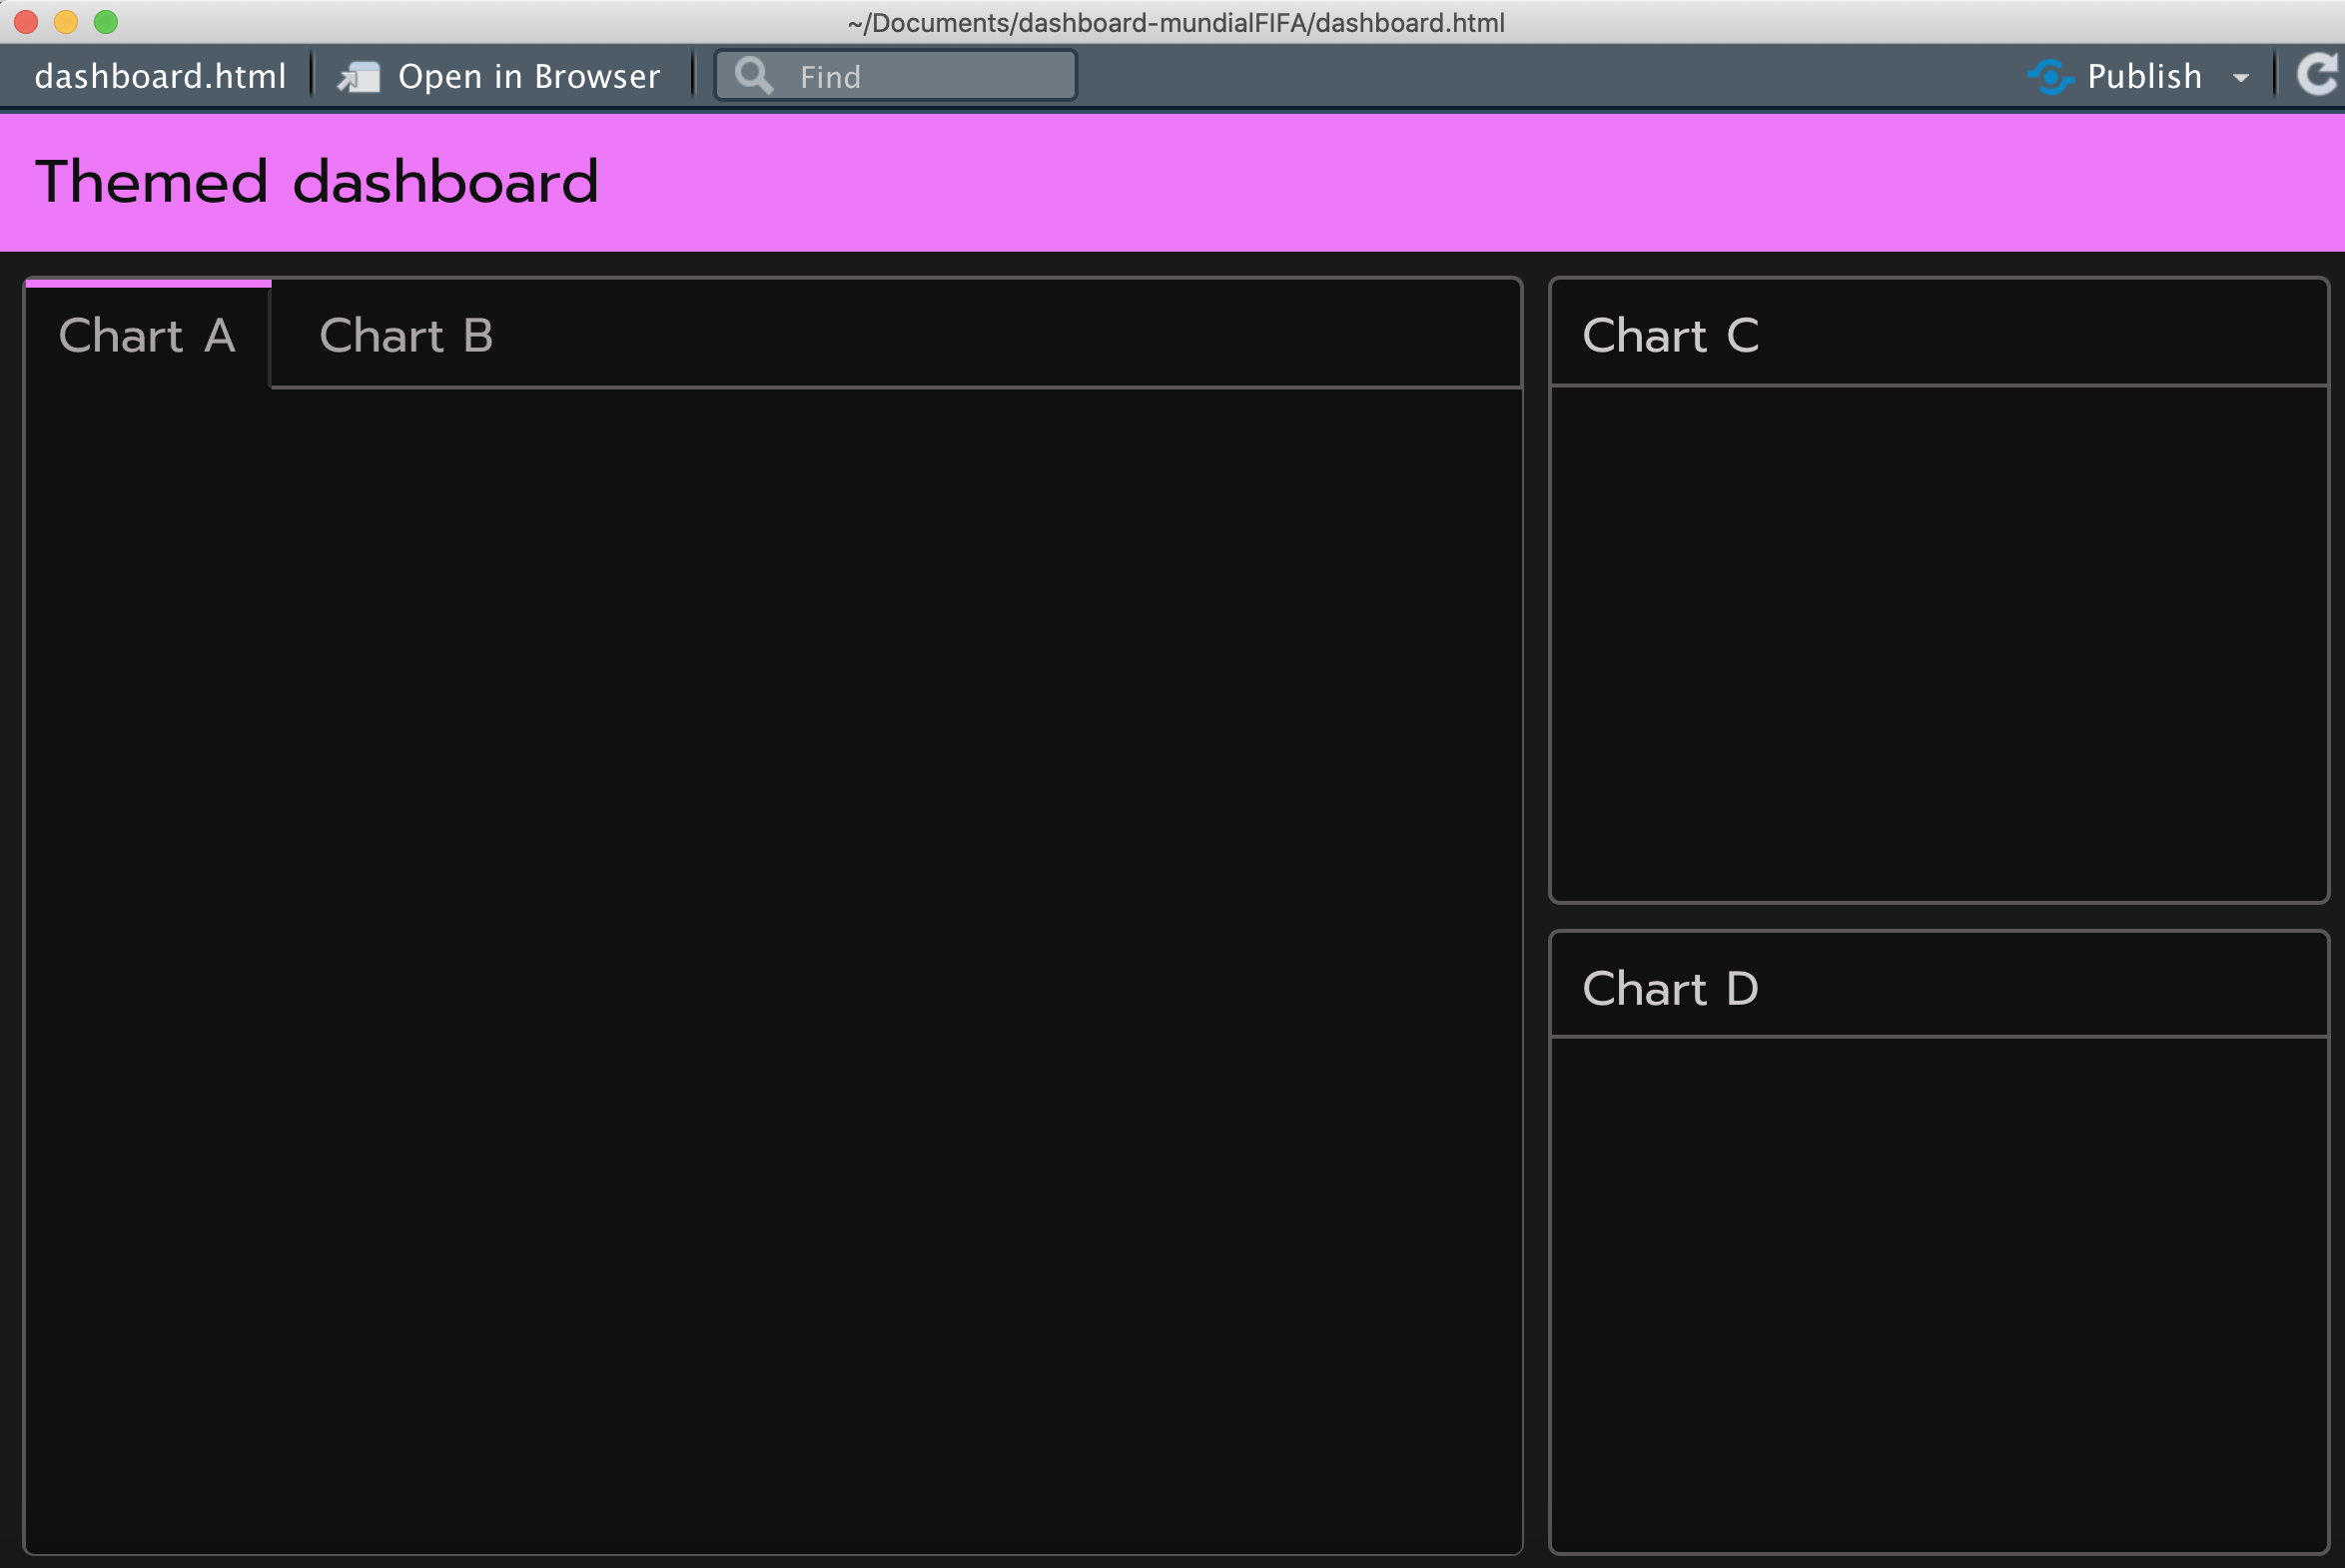 ~/Documents/dashboard-mundialFIFA/dashboard.html
dashboard.html
Open in Browser
Find
Publish
Themed dashboard
Chart A
Chart B
Chart C
Chart D